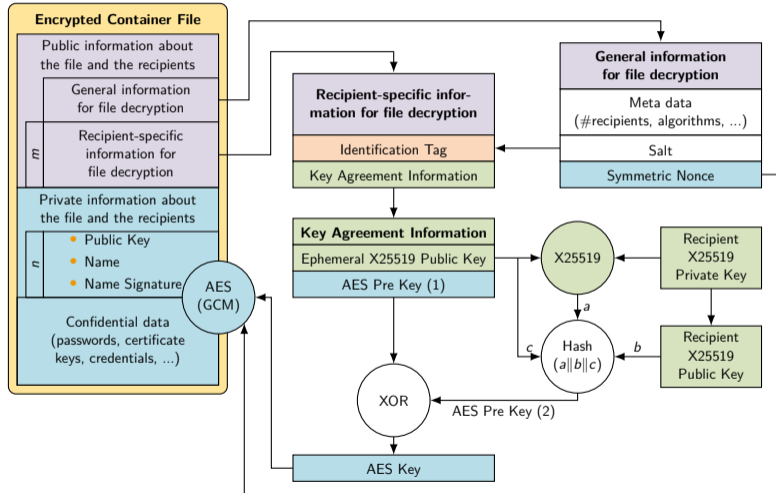 Encrypted Container File
Public information about
the file and the recipients
General information
for file decryption
m
Recipient-specific
information for
file decryption
Private information about
the file and the recipients
n
• Public Key
• Name
• Name Signature
AES
(GCM)
Confidential data
(passwords, certificate
keys, credentials, ...)
Recipient-specific infor-
mation for file decryption
Identification Tag
Key Agreement Information
General information
for file decryption
Meta data
(#recipients, algorithms, ...)
Salt
Symmetric Nonce
Key Agreement Information
Ephemeral X25519 Public Key
AES Pre Key (1)
X25519
Recipient
X25519
Private Key
a
Hash
(a∥b∥c)
c
b
Recipient
X25519
Public Key
XOR
AES Pre Key (2)
AES Key